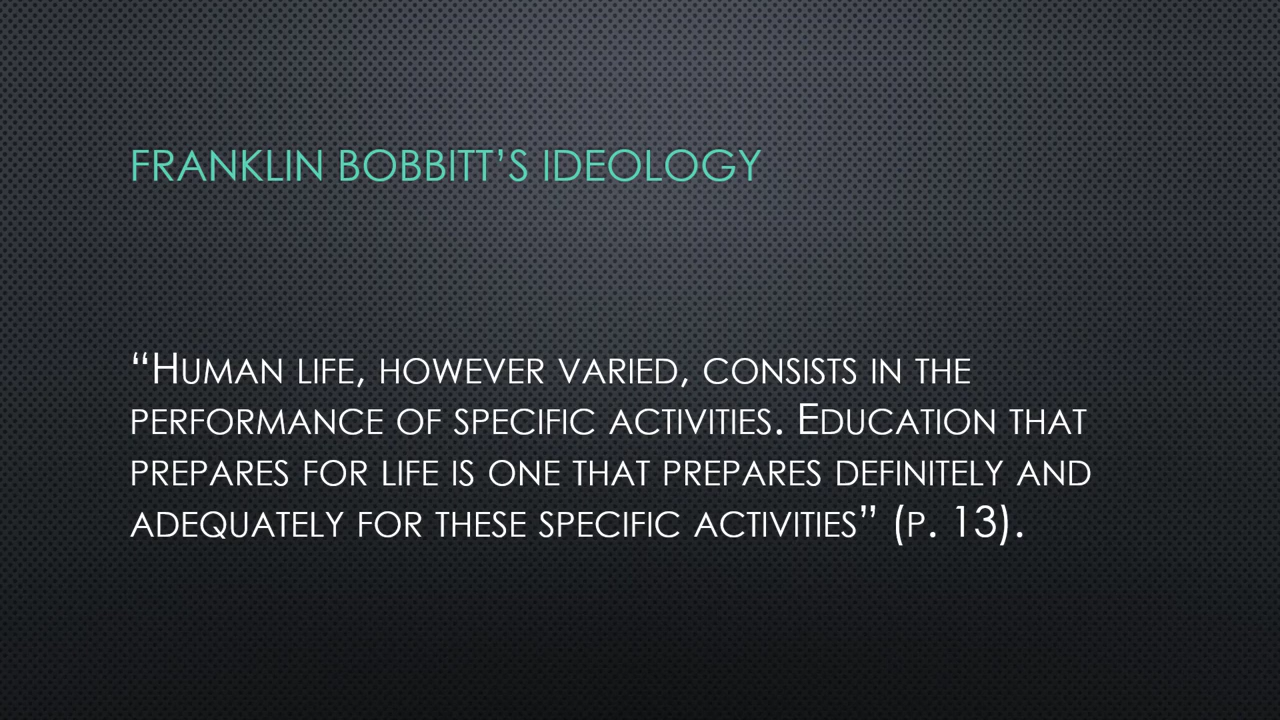 FRANKLIN BOBBITT’S IDEOLOGY
“HUMAN LIFE, HOWEVER VARIED, CONSISTS IN THE
PERFORMANCE OF SPECIFIC ACTIVITIES. EDUCATION THAT
PREPARES FOR LIFE IS ONE THAT PREPARES DEFINITELY AND
ADEQUATELY FOR THESE SPECIFIC ACTIVITIES” (P. 13).